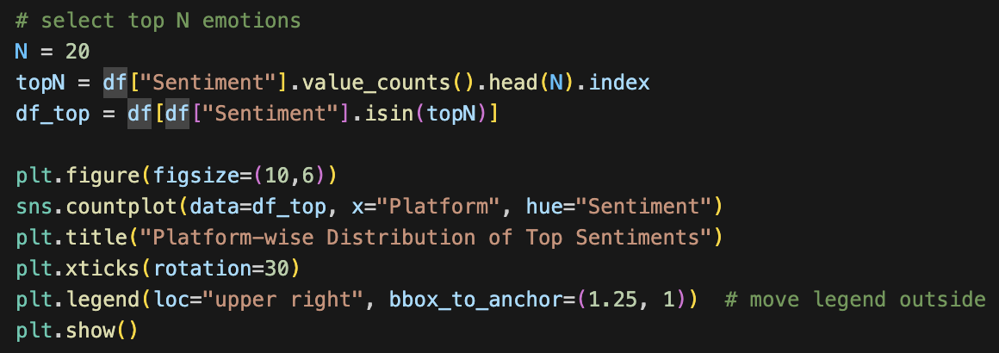 # select top N emotions
N = 20
topN = df["Sentiment"].value_counts().head(N).index
df_top = df[df["Sentiment"].isin(topN)]
plt.figure(figsize=(10,6))
sns.countplot(data=df_top, x="Platform", hue="Sentiment")
plt.title("Platform-wise Distribution of Top Sentiments")
plt.xticks(rotation=30)
plt.legend(loc="upper right", bbox_to_anchor=(1.25, 1))  # move legend outside
plt.show()